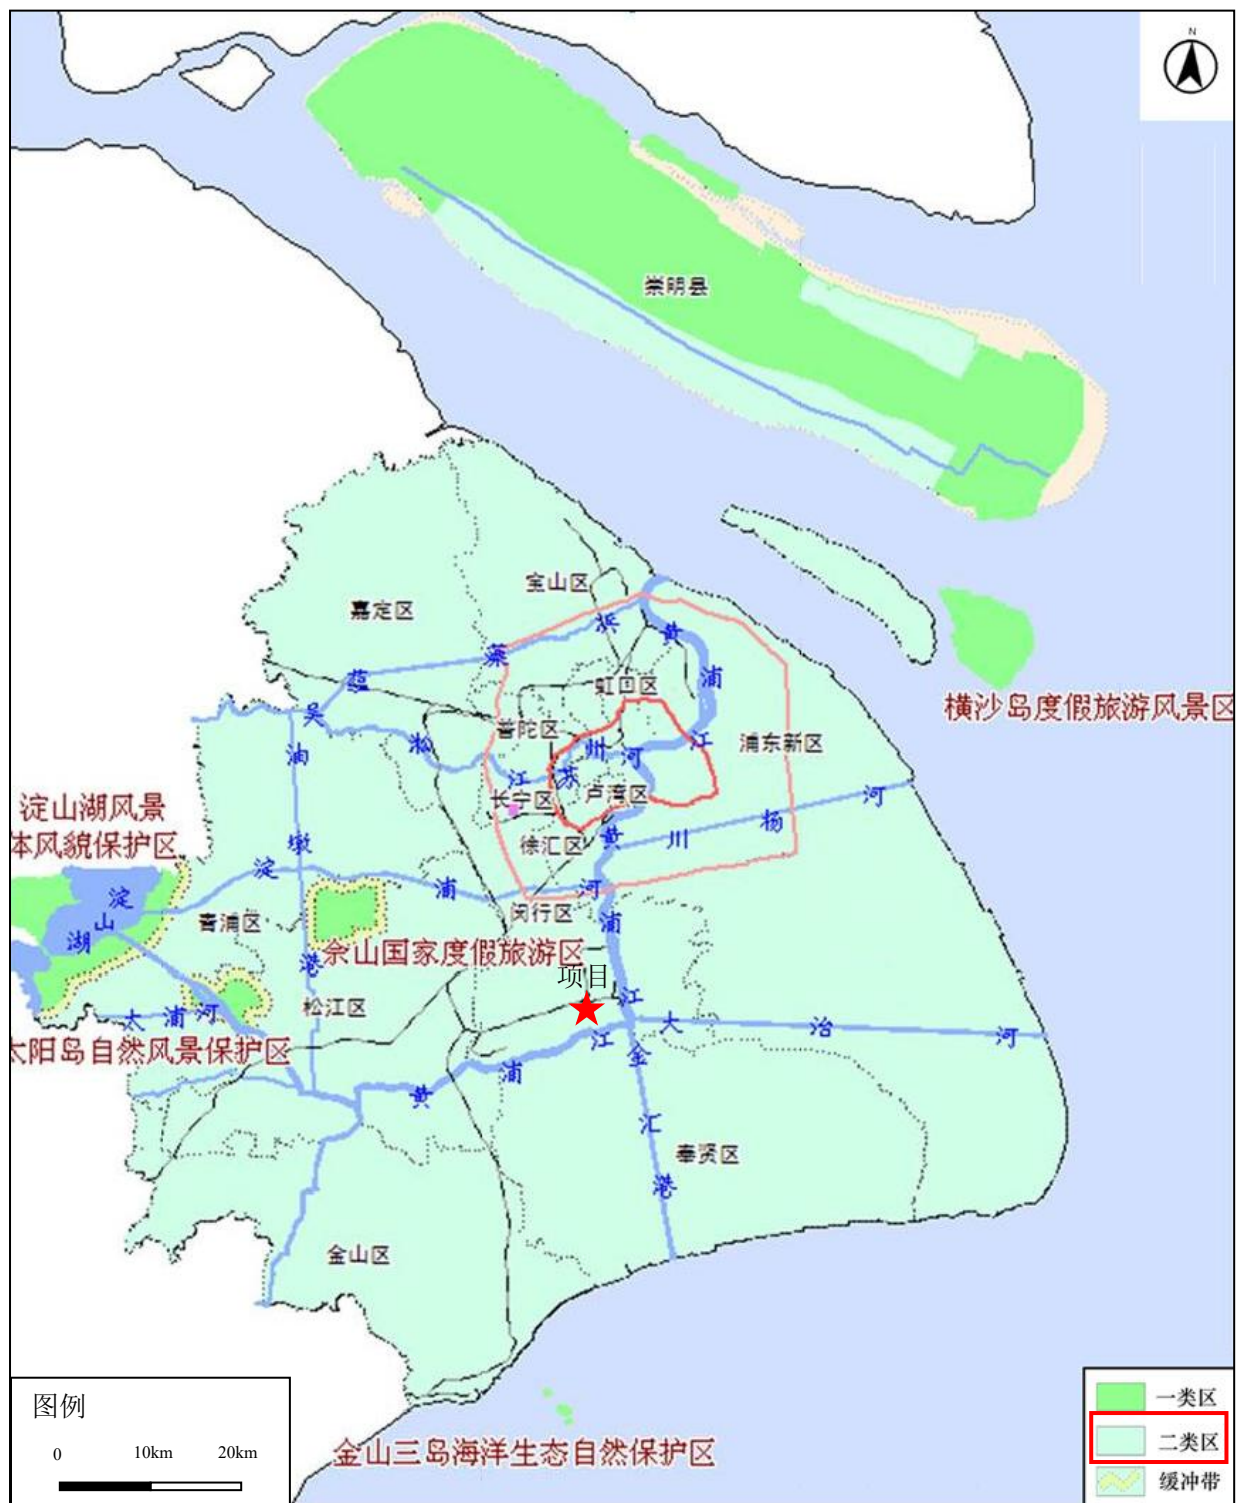 N
崇明县
宝山区
嘉定区
蕰
藻
浜
黄
浦
江
虹口区
吴
淞
江
普陀区
苏
州
河
浦东新区
横沙岛度假旅游风景区
油
墩
港
长宁区
卢湾区
徐汇区
黄
浦
江
川
杨
河
淀山湖风景
体风貌保护区
淀
山
湖
淀
浦
河
青浦区
闵行区
佘山国家度假旅游区
项目
松江区
太
浦
河
太阳岛自然风景保护区
大
治
河
黄
浦
江
金
汇
港
奉贤区
金山区
金山三岛海洋生态自然保护区
图例
0 10km 20km
一类区
二类区
缓冲带